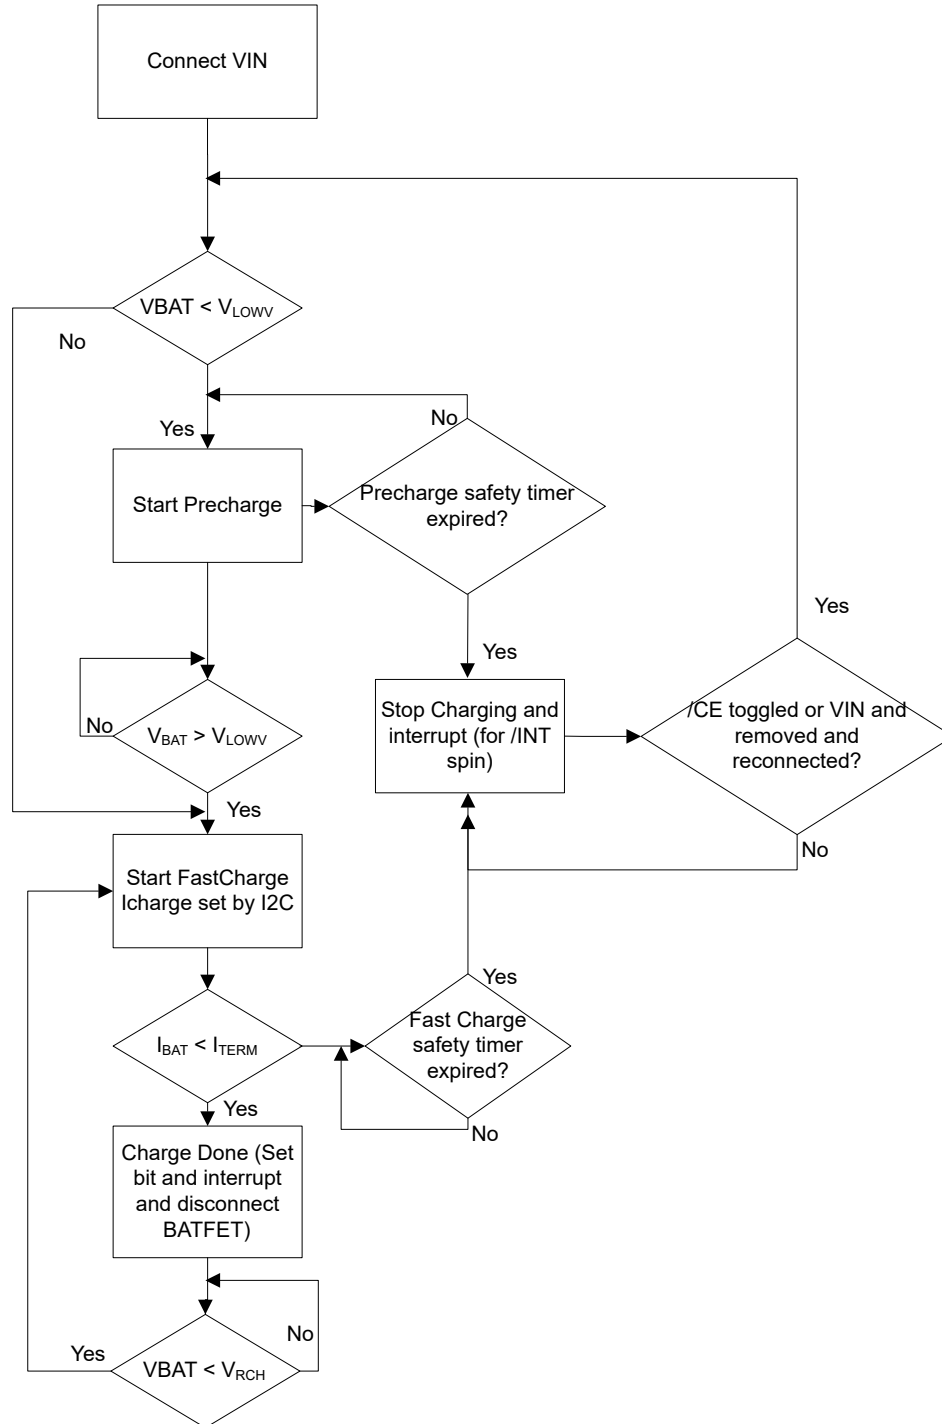 Connect VIN
VBAT < VLOWV
No
Yes
No
Start Precharge
Precharge safety timer
expired?
Yes
Yes
No
VBAT > VLOWV
Stop Charging and
interrupt (for /INT
spin)
/CE toggled or VIN and
removed and
reconnected?
Yes
No
Start FastCharge
Icharge set by I2C
Yes
IBAT < ITERM
Fast Charge
safety timer
expired?
Yes
No
Charge Done (Set
bit and interrupt
and disconnect
BATFET)
No
Yes
VBAT < VRCH